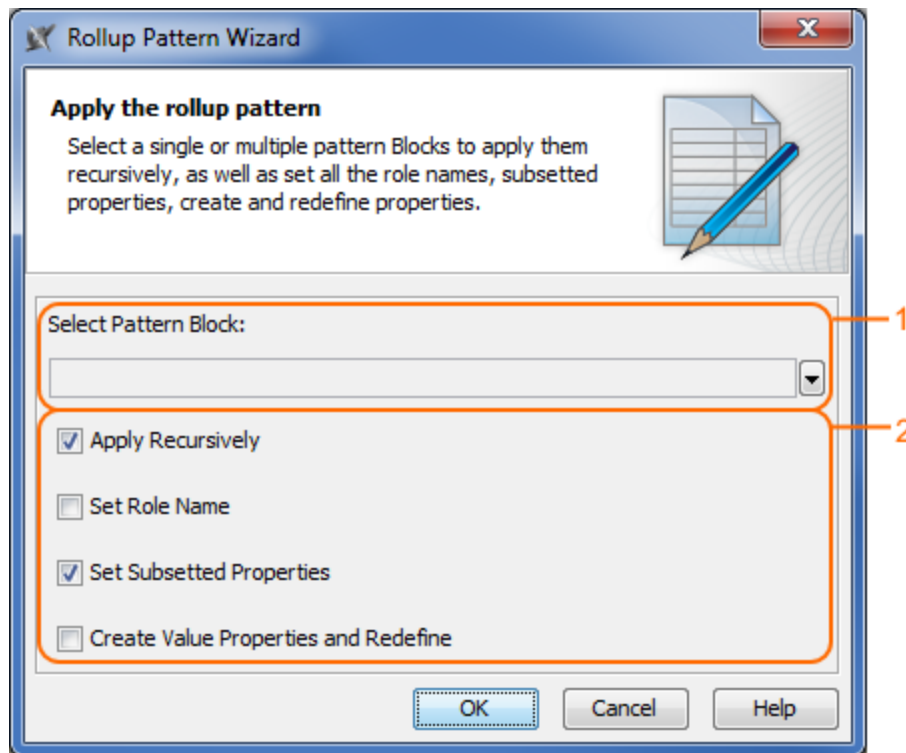 Rollup Pattern Wizard
Apply the rollup pattern
Select a single or multiple pattern Blocks to apply them
recursively, as well as set all the role names, subsetted
properties, create and redefine properties.
Select Pattern Block:
1
2
Apply Recursively
Set Role Name
Set Subsetted Properties
Create Value Properties and Redefine
OK
Cancel
Help